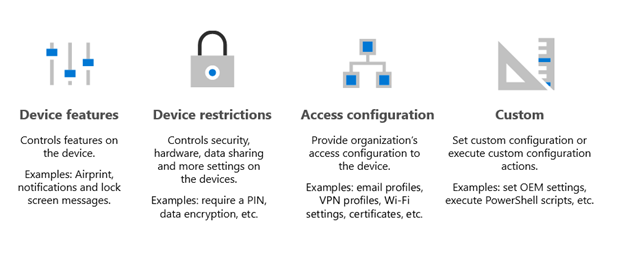 Device features
Controls features on
the device.
Examples: Airprint,
notifications and lock
screen messages.
Device restrictions
Controls security,
hardware, data sharing
and more settings on
the devices.
Examples: require a PIN,
data encryption, etc.
Access configuration
Provide organization's
access configuration to
the device.
Examples: email profiles,
VPN profiles, Wi-Fi
settings, certificates, etc.
Custom
Set custom configuration or
execute custom configuration
actions.
Examples: set OEM settings,
execute PowerShell scripts, etc.